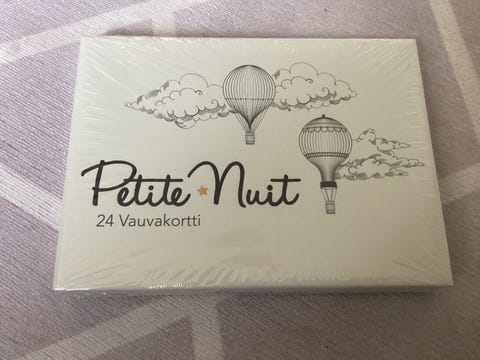 Petite Nuit
24 Vauvakortti